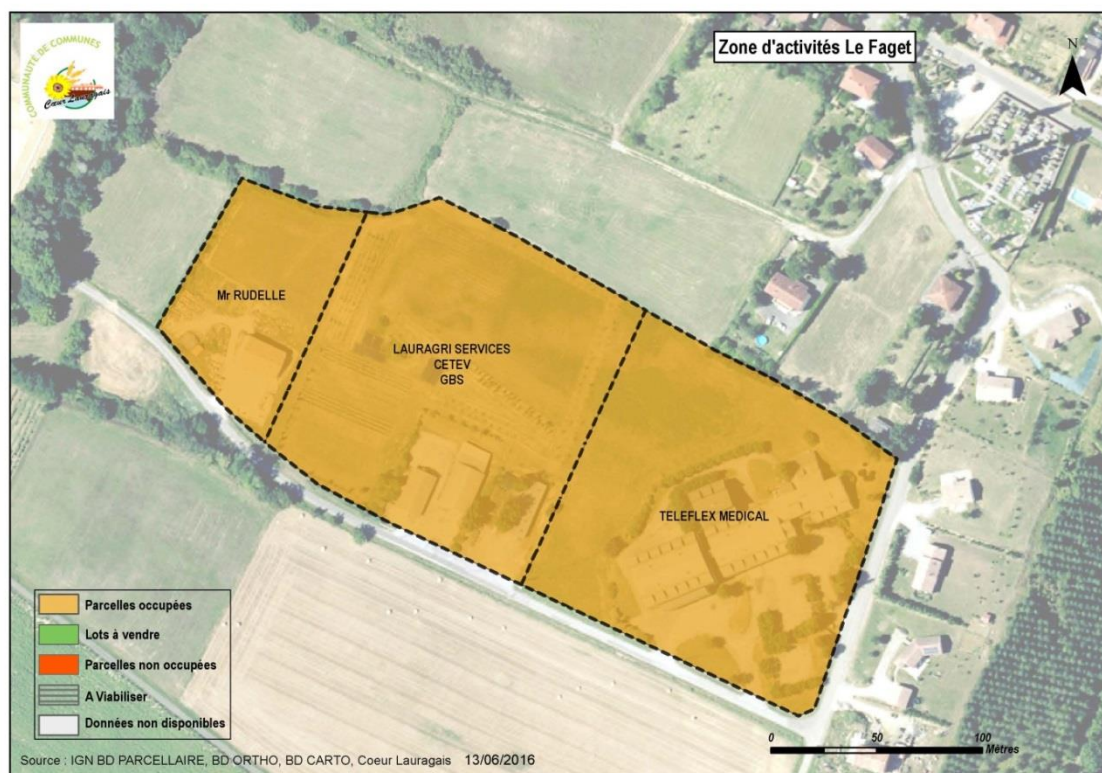 COMMUNAUTÉ DE COMMUNES
Cœur Lauragais
Zone d'activités Le Faget
N
Mr RUDELLE
LAURAGRI SERVICES
CETEV
GBS
TELEFLEX MEDICAL
Parcelles occupées
Lots à vendre
Parcelles non occupées
A Viabiliser
Données non disponibles
0 50 100
Mètres
Source : IGN BD PARCELLAIRE, BD ORTHO, BD CARTO, Coeur Lauragais 13/06/2016